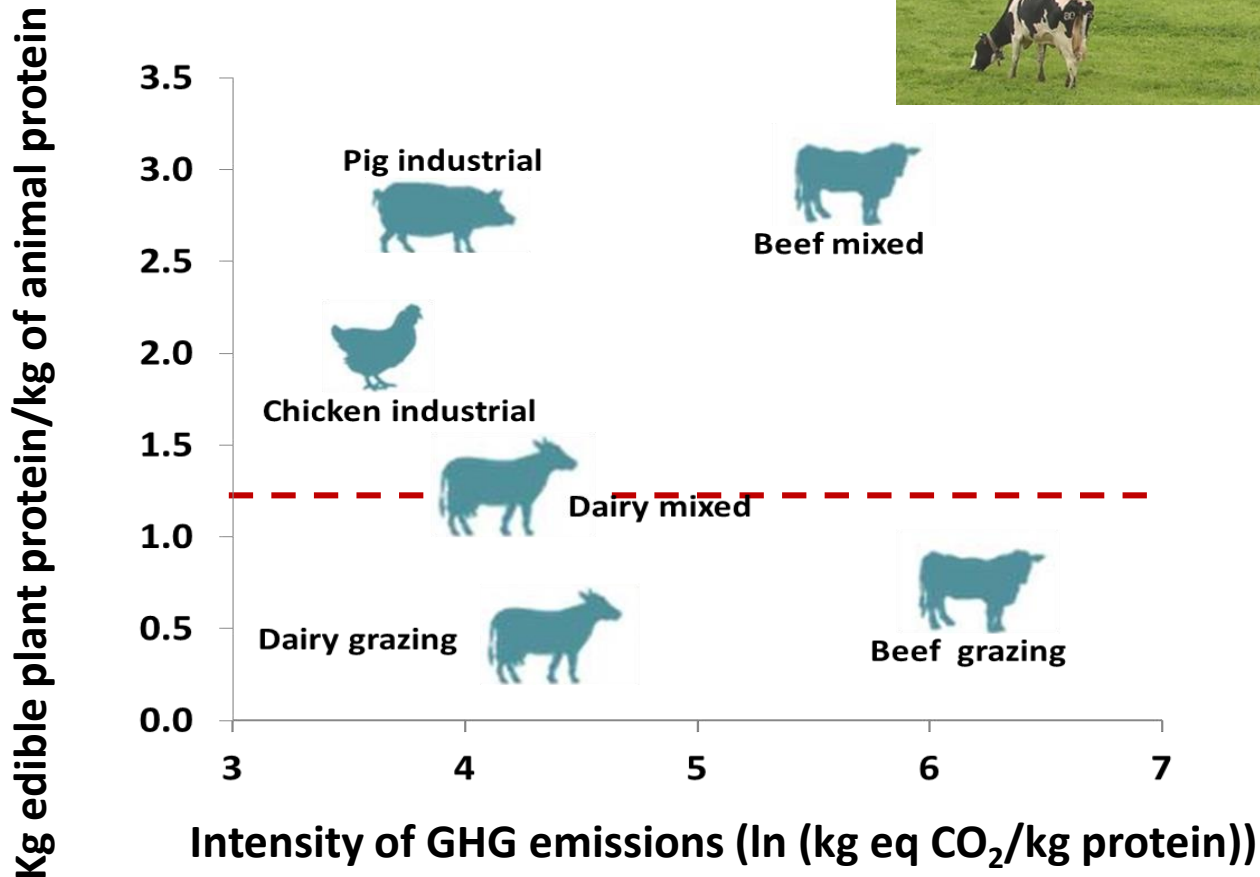 Kg edible plant protein/kg of animal protein
3.5
3.0
2.5
2.0
1.5
1.0
0.5
0.0
Pig industrial
Beef mixed
Chicken industrial
Dairy mixed
Dairy grazing
Beef grazing
3 4 5 6 7
Intensity of GHG emissions (ln (kg eq CO₂/kg protein))